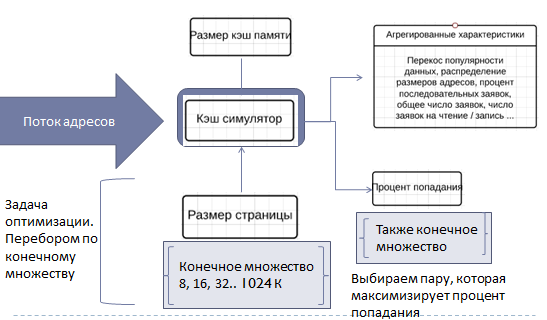 Размер кэш памяти
Агрегированные характеристики
Перекос популярности
данных, распределение
размеров адресов, процент
последовательных заявок,
общее число заявок, число
заявок на чтение / запись ...
Поток адресов
Кэш симулятор
Процент попадания
Задача
оптимизации.
Перебором по
конечному
множеству
Размер страницы
Также конечное
множество
Конечное множество
8, 16, 32.. 1024 К
Выбираем пару, которая
максимизирует процент
попадания